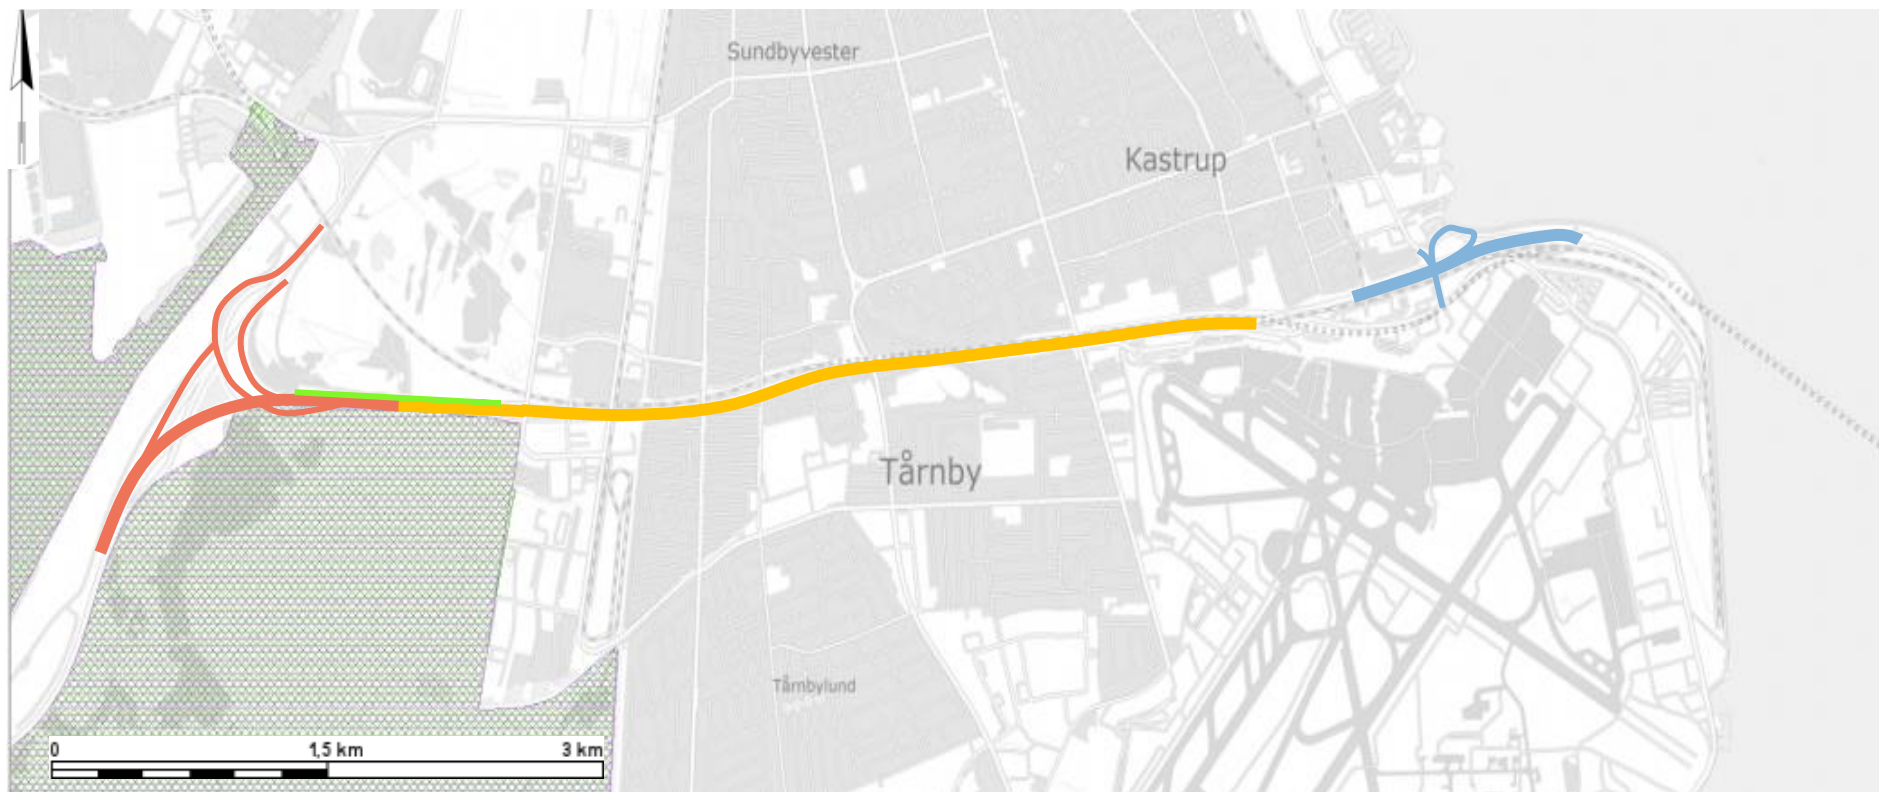 Sundbyvester
Kastrup
Tårnby
Tårnbylund
0 1,5 km 3 km